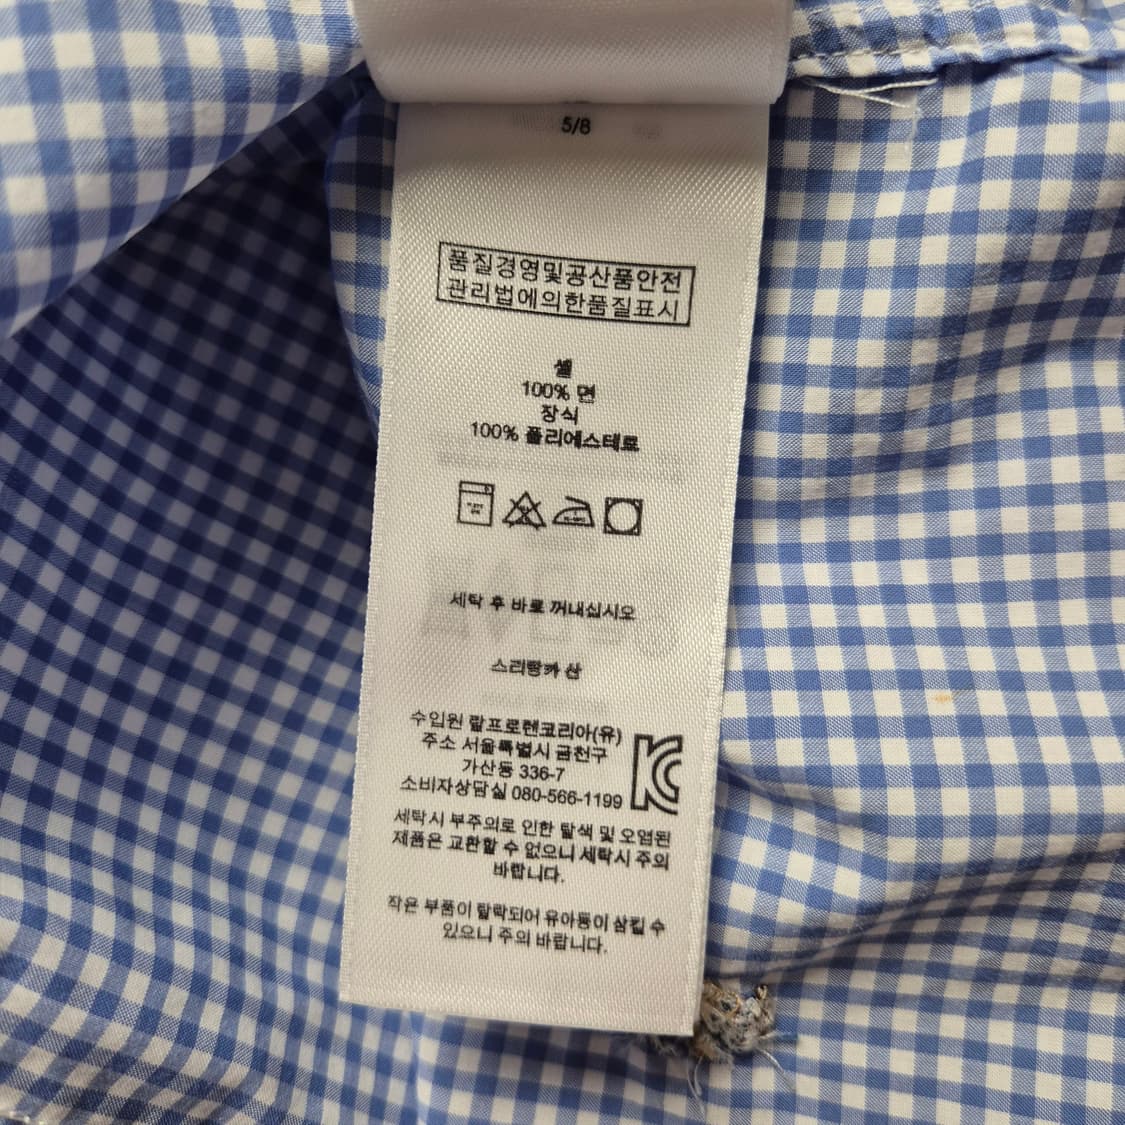 5/8
품질경영및공산품안전
관리법에의한품질표시
셸
100% 면
장식
100% 폴리에스테르
세탁 후 바로 꺼내십시오
스리랑카 산
수입원 랄프로렌코리아(유)
주소 서울특별시 금천구
가산동 336-7
소비자상담실 080-566-1199
세탁시 부주의로 인한 탈색 및 오염된
제품은 교환할 수 없으니 세탁시 주의
바랍니다.
작은 부품이 탈락되어 유아동이 삼킬 수
있으니 주의 바랍니다.